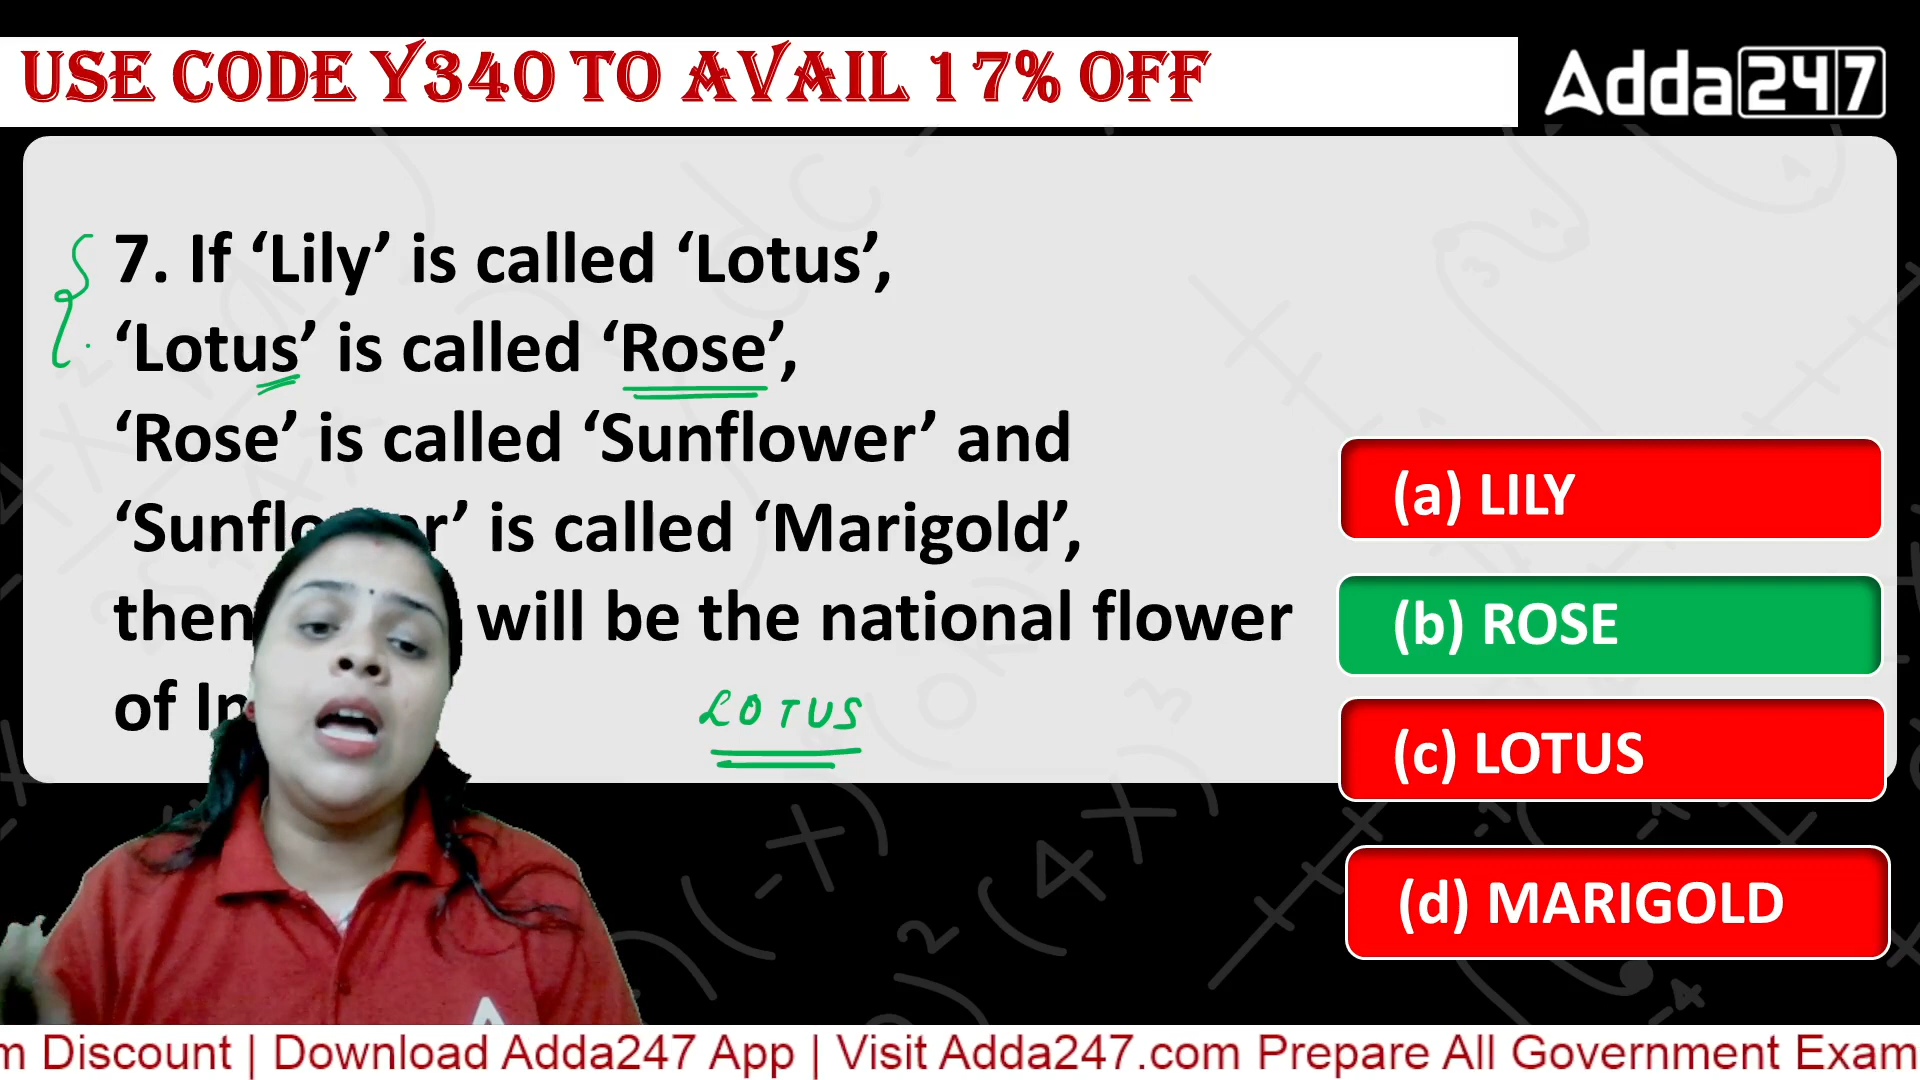 USE CODE Y340 TO AVAIL 17% OFF
Adda247
7. If ‘Lily’ is called ‘Lotus’,
‘Lotus’ is called ‘Rose’,
‘Rose’ is called ‘Sunflower’ and
‘Sunflower’ is called ‘Marigold’,
then will be the national flower
of
LOTUS
(a) LILY
(b) ROSE
(c) LOTUS
(d) MARIGOLD
Discount | Download Adda247 App | Visit Adda247.com Prepare All Government Exam